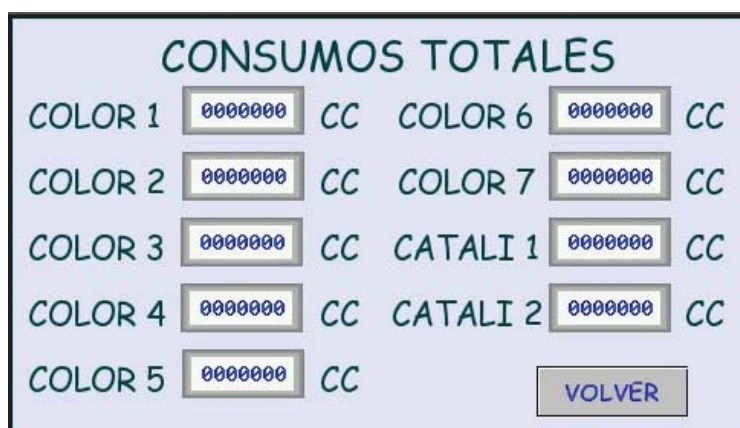 CONSUMOS TOTALES
COLOR 1 0000000 CC COLOR 6 0000000 CC
COLOR 2 0000000 CC COLOR 7 0000000 CC
COLOR 3 0000000 CC CATALI 1 0000000 CC
COLOR 4 0000000 CC CATALI 2 0000000 CC
COLOR 5 0000000 CC
VOLVER